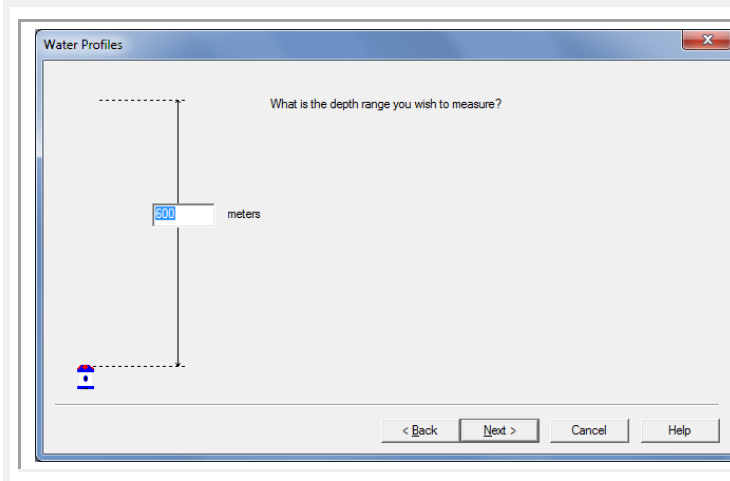 Water Profiles
What is the depth range you wish to measure?
600 meters
< Back Next > Cancel Help